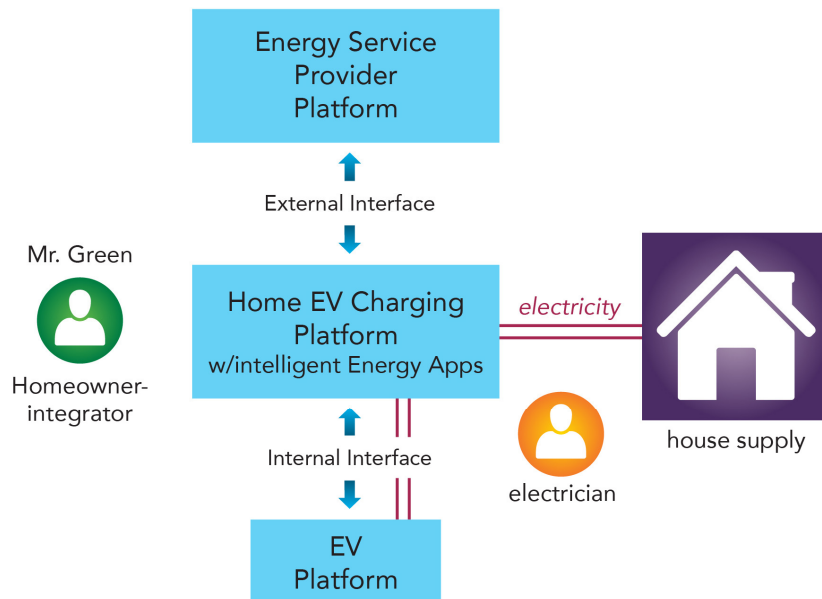 Energy Service
Provider
Platform
External Interface
Mr. Green
Homeowner-
integrator
Home EV Charging
Platform
w/intelligent Energy Apps
electricity
house supply
electrician
Internal Interface
EV
Platform